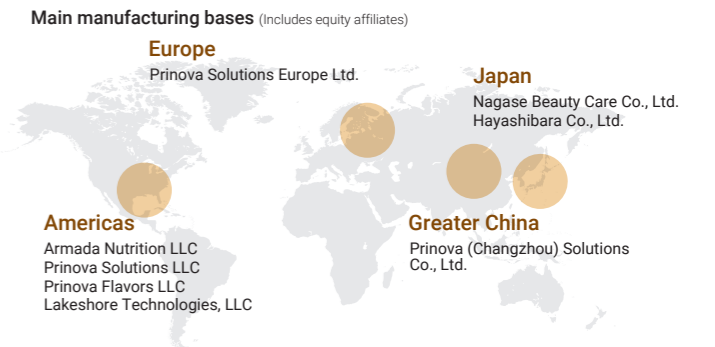 Main manufacturing bases (Includes equity affiliates)
Europe
Prinova Solutions Europe Ltd.
Japan
Nagase Beauty Care Co., Ltd.
Hayashibara Co., Ltd.
Americas
Armada Nutrition LLC
Prinova Solutions LLC
Prinova Flavors LLC
Lakeshore Technologies, LLC
Greater China
Prinova (Changzhou) Solutions
Co., Ltd.